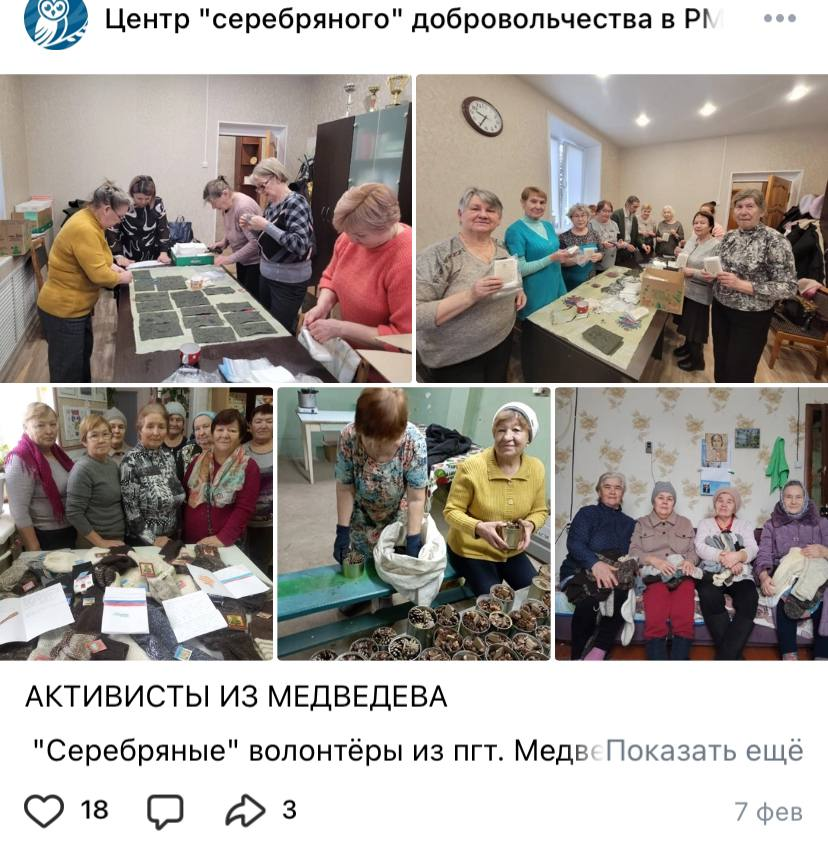 Центр "серебряного" добровольчества в РМ
АКТИВИСТЫ ИЗ МЕДВЕДЕВА
"Серебряные" волонтёры из пгт. Медве Показать ещё
18
3
7 фев